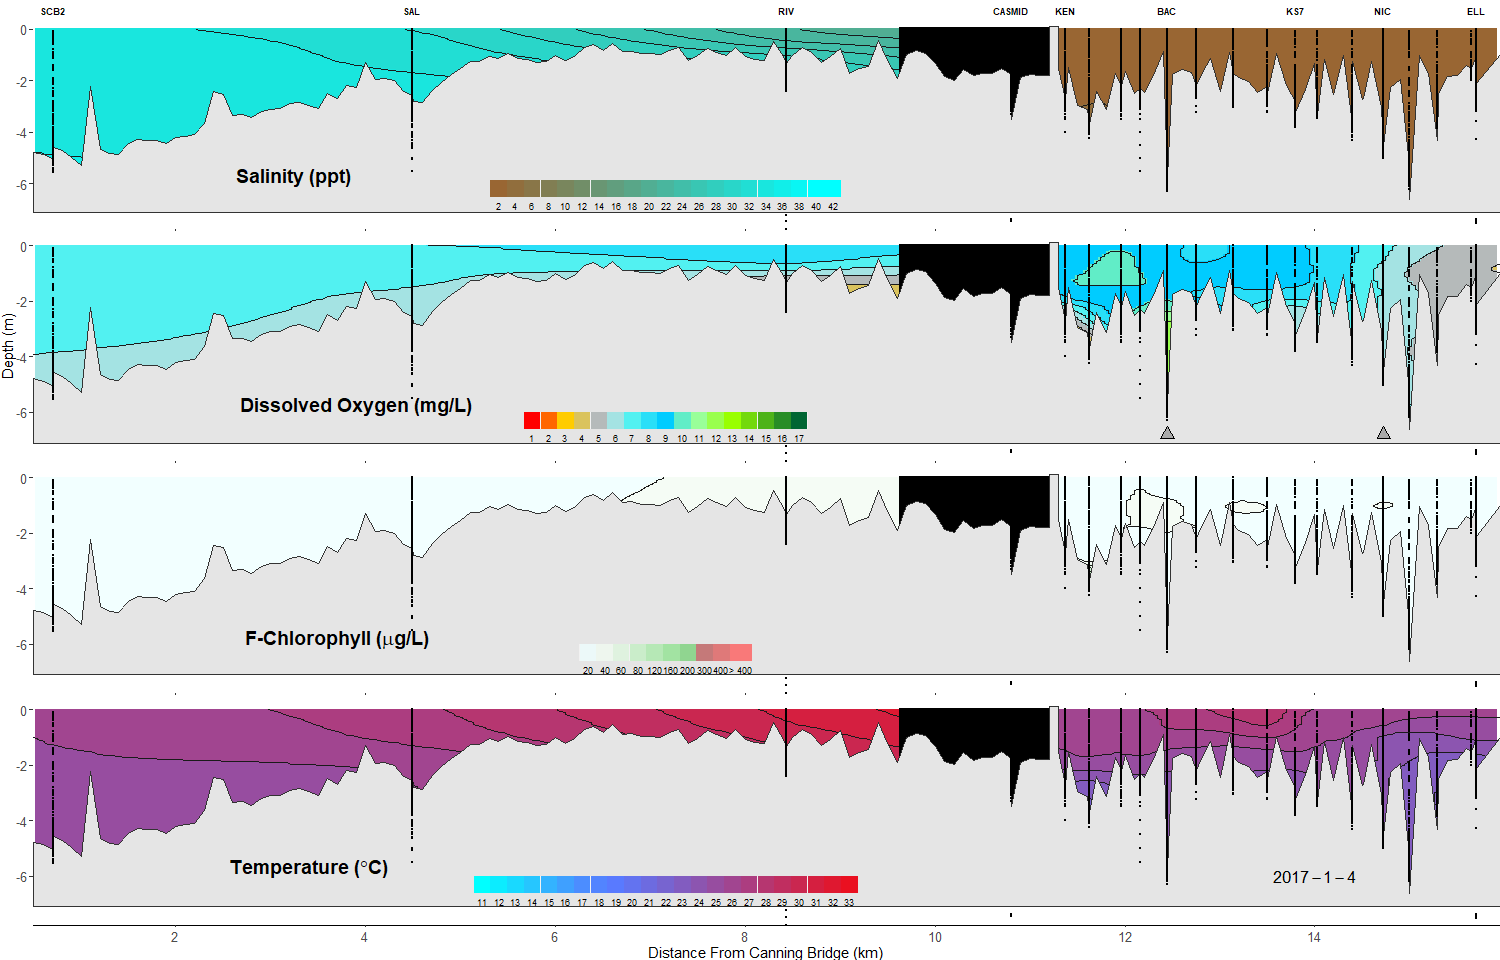 SCB2 SAL RIV CASMID KEN BAC KS7 NIC ELL
0
-2
-4
-6
Salinity (ppt)
2 4 6 8 10 12 14 16 18 20 22 24 26 28 30 32 34 36 38 40 42
0
-2
-4
-6
Depth (m)
Dissolved Oxygen (mg/L)
1 2 3 4 5 6 7 8 9 10 11 12 13 14 15 16 17
0
-2
-4
-6
F-Chlorophyll (µg/L)
20 40 60 80 120 160 200 300 400 > 400
0
-2
-4
-6
Temperature (°C)
2017–1–4
11 12 13 14 15 16 17 18 19 20 21 22 23 24 25 26 27 28 29 30 31 32 33
2 4 6 8 10 12 14
Distance From Canning Bridge (km)